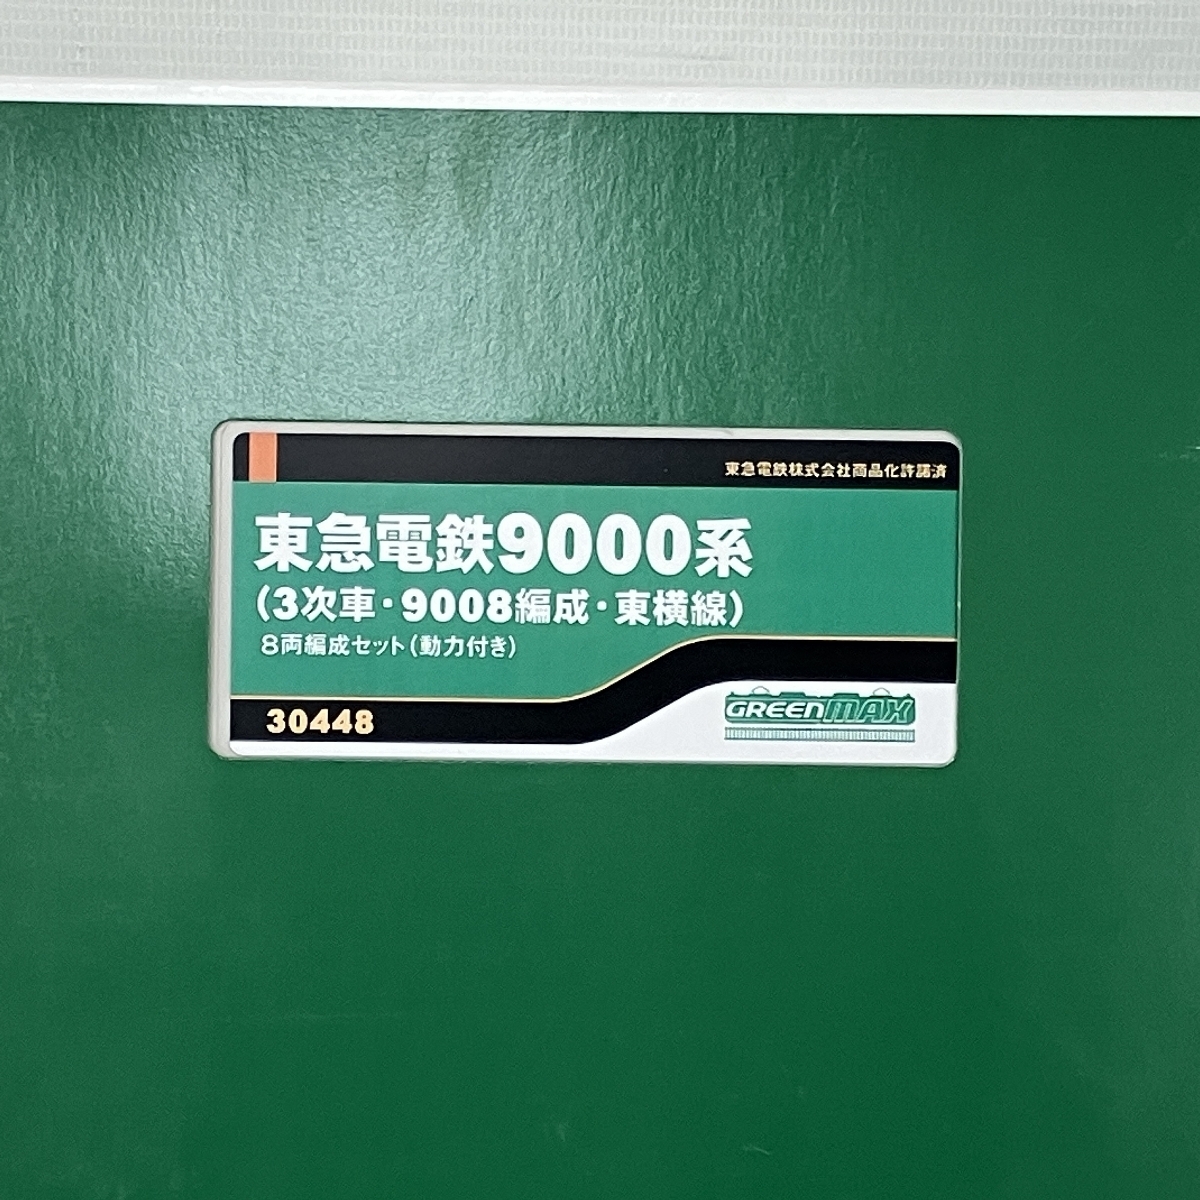 東急電鉄株式会社商品化許諾済
東急電鉄9000系
(3次車・9008編成・東横線)
8両編成セット(動力付き)
30448
GREENMAX